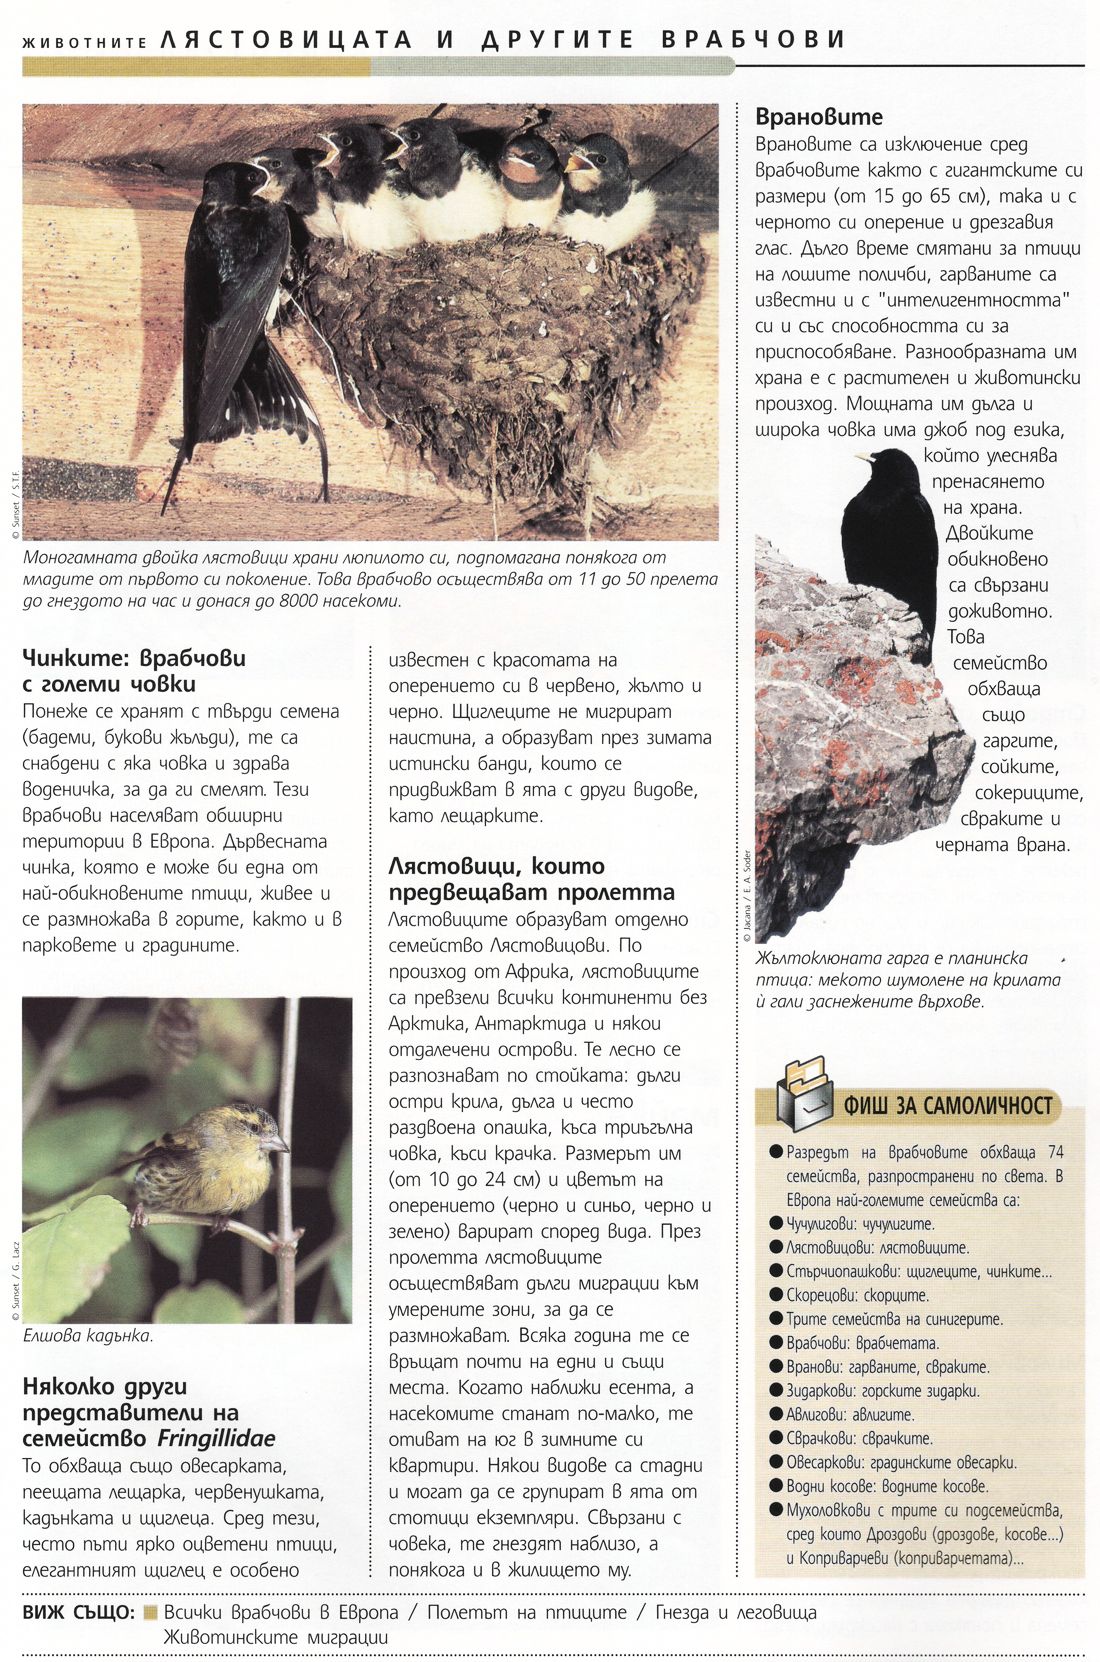 ЖИВОТНИТЕ ЛЯСТОВИЦАТА И ДРУГИТЕ ВРАБЧОВИ
© Sunset / S.T.F.
Моногамната двойка лястовици храни люпилото си, подпомагана понякога от
младите от първото си поколение. Това врабчово осъществява от 11 до 50 прелета
до гнездото на час и донася до 8000 насекоми.
Чинките: врабчови
с големи човки
Понеже се хранят с твърди семена
(бадеми, букови жълъди), те са
снабдени с яка човка и здрава
воденичка, за да ги смелят. Тези
врабчови населяват обширни
територии в Европа. Дървесната
чинка, която е може би една от
най-обикновените птици, живее и
се размножава в горите, както и в
парковете и градините.
© Sunset / G. Lacz
Елшова кадънка.
Няколко други
представители на
семейство Fringillidae
То обхваща също овесарката,
пеещата лещарка, червенушката,
кадънката и щиглеца. Сред тези,
често пъти ярко оцветени птици,
елегантният щиглец е особено
известен с красотата на
оперението си в червено, жълто и
черно. Щиглеците не мигрират
наистина, а образуват през зимата
истински банди, които се
придвижват в ята с други видове,
като лещарките.
Лястовици, които
предвещават пролетта
Лястовиците образуват отделно
семейство Лястовицови. По
произход от Африка, лястовиците
са превзели всички континенти без
Арктика, Антарктида и някои
отдалечени острови. Те лесно се
разпознават по стойката: дълги
остри крила, дълга и често
раздвоена опашка, къса триъгълна
човка, къси крачка. Размерът им
(от 10 до 24 см) и цветът на
оперението (черно и синьо, черно и
зелено) варират според вида. През
пролетта лястовиците
осъществяват дълги миграции към
умерените зони, за да се
размножават. Всяка година те се
връщат почти на едни и същи
места. Когато наближи есента, а
насекомите станат по-малко, те
отиват на юг в зимните си
квартири. Някои видове са стадни
и могат да се групират в ята от
стотици екземпляри. Свързани с
човека, те гнездят наблизо, а
понякога и в жилището му.
Врановите
Врановите са изключение сред
врабчовите както с гигантските си
размери (от 15 до 65 см), така и с
черното си оперение и дрезгавия
глас. Дълго време смятани за птици
на лошите поличби, гарваните са
известни и с "интелигентността"
си и със способността си за
приспособяване. Разнообразната им
храна е с растителен и животински
произход. Мощната им дълга и
широка човка има джоб под езика,
който улеснява
пренасянето
на храна.
Двойките
обикновено
са свързани
доживотно.
Това
семейство
обхваща
също
гаргите,
сойките,
сокериците,
свраките и
черната врана.
© Jacana / E. A. Soder
Жълтоклюната гарга е планинска
птица: мекото шумолене на крилата
ѝ гали заснежените върхове.
ФИШ ЗА САМОЛИЧНОСТ
● Разредът на врабчовите обхваща 74
семейства, разпространени по света. В
Европа най-големите семейства са:
● Чучулигови: чучулигите.
● Лястовицови: лястовиците.
● Стърчиопашкови: щиглеците, чинките...
● Скорецови: скорците.
● Трите семейства на синигерите.
● Врабчови: врабчетата.
● Вранови: гарваните, свраките.
● Зидаркови: горските зидарки.
● Авлигови: авлигите.
● Сврачкови: сврачките.
● Овесаркови: градинските овесарки.
● Водни косове: водните косове.
● Мухоловкови с трите си подсемейства,
сред които Дроздови (дроздове, косове...)
и Копривarчеви (копривarчетата)...
ВИЖ СЪЩО: Всички врабчови в Европа / Полетът на птиците / Гнезда и леговища
Животинските миграции